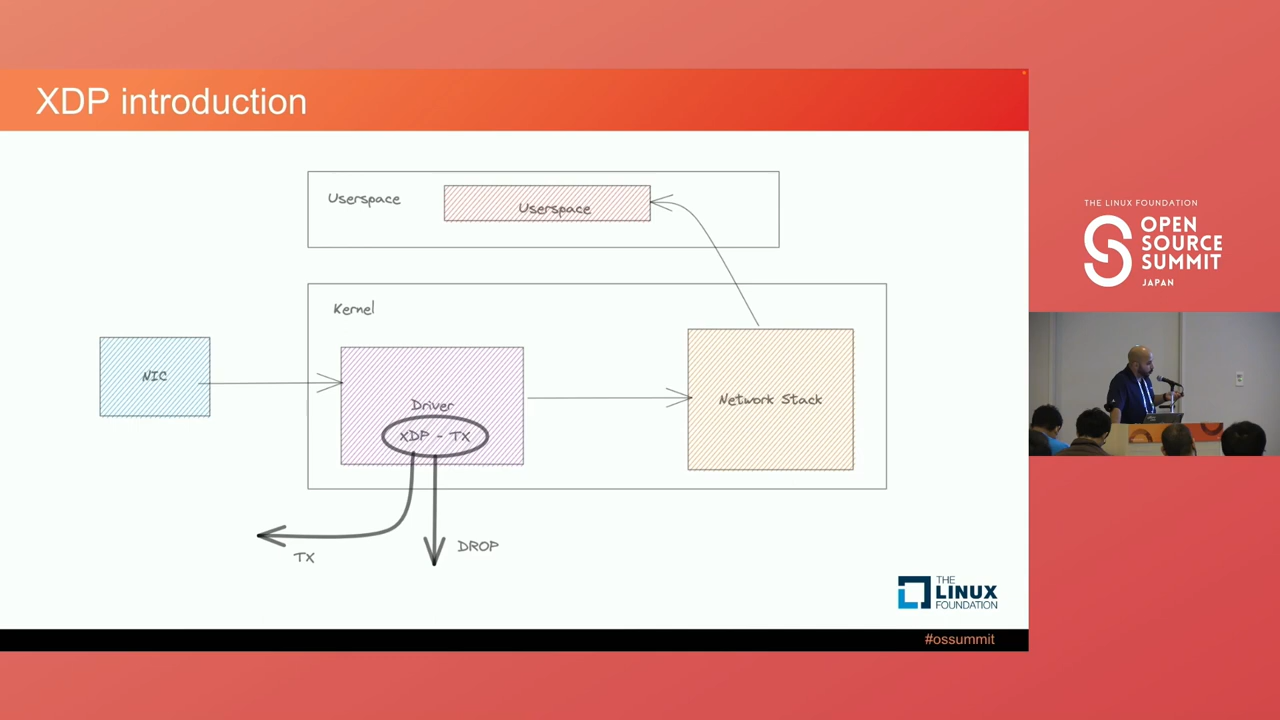 XDP introduction
Userspace
Userspace
Kernel
NIC
Driver
XDP - TX
Network Stack
TX
DROP
THE
LINUX
FOUNDATION
#ossummit
THE LINUX FOUNDATION
OPEN
SOURCE
SUMMIT
JAPAN